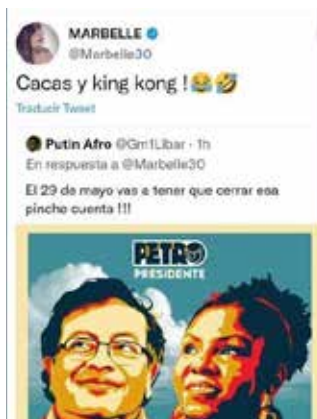 MARBELLE
@Marbelle30
Cacas y king kong !😂🤣
Traducir Tweet
Putin Afro @Gm1Libar · 1h
En respuesta a @Marbelle30
El 29 de mayo vas a tener que cerrar esa
pinche cuenta !!!
PETRO
PRESIDENTE